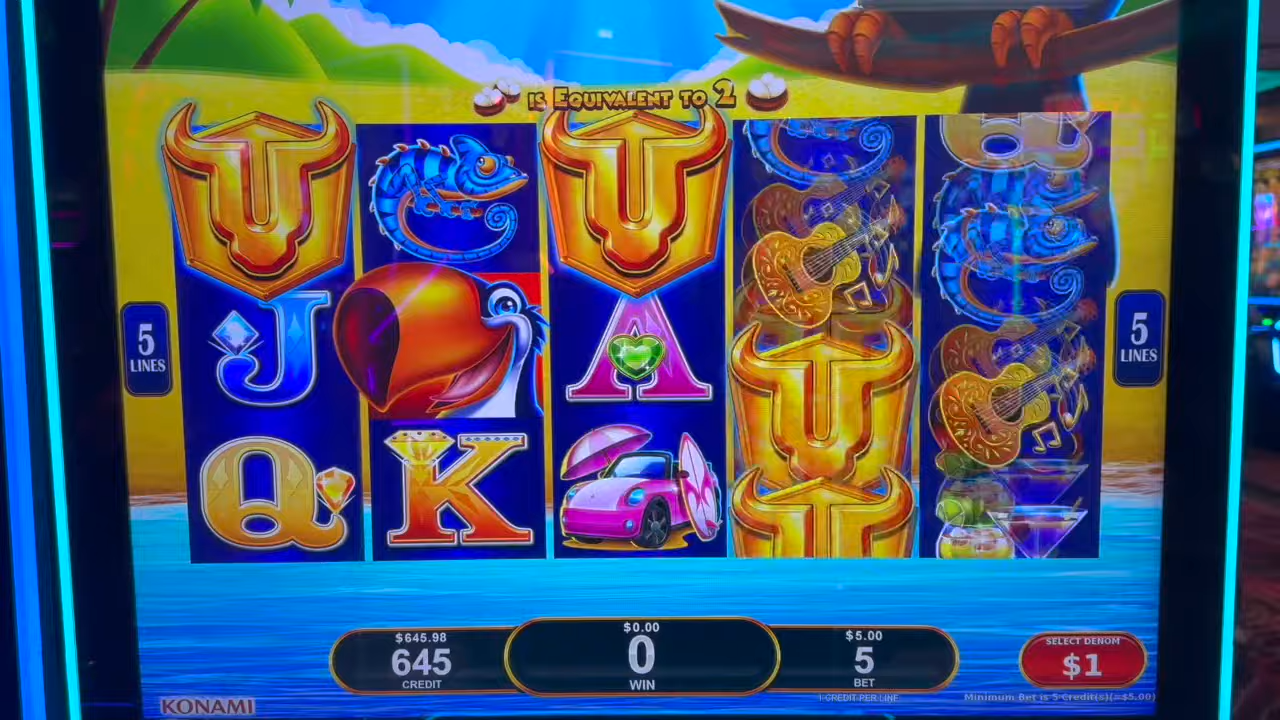 IS EQUIVALENT TO 2
J
A
Q
K
Q
5
LINES
5
LINES
$645.98
645
CREDIT
$0.00
0
WIN
$5.00
5
BET
1 CREDIT PER LINE
SELECT DENOM
$1
Minimum Bet is 5 Credit(s)(=$5.00)
KONAMI